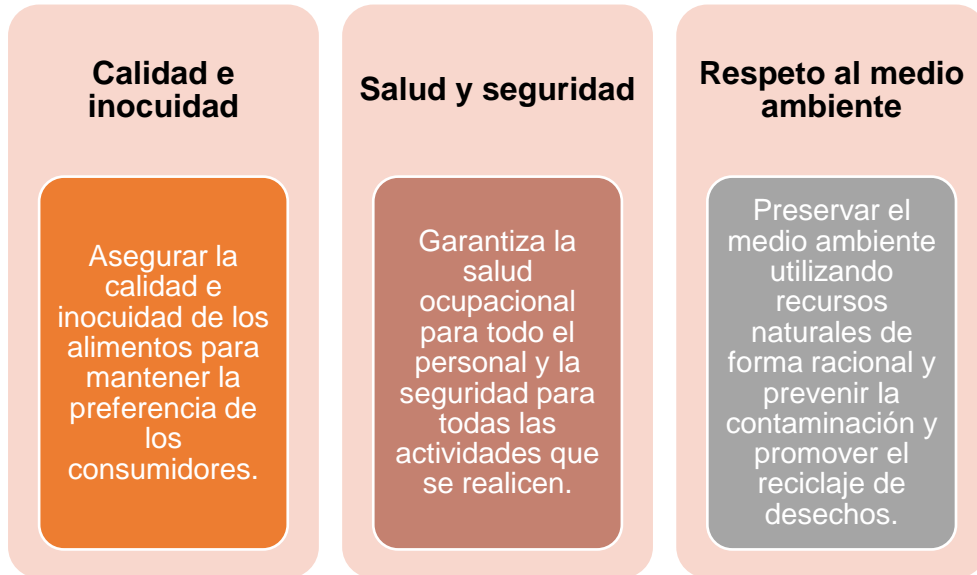 Calidad e
inocuidad
Asegurar la
calidad e
inocuidad de los
alimentos para
mantener la
preferencia de
los
consumidores.
Salud y seguridad
Garantiza la
salud
ocupacional
para todo el
personal y la
seguridad para
todas las
actividades que
se realicen.
Respeto al medio
ambiente
Preservar el
medio ambiente
utilizando
recursos
naturales de
forma racional y
prevenir la
contaminación y
promover el
reciclaje de
desechos.